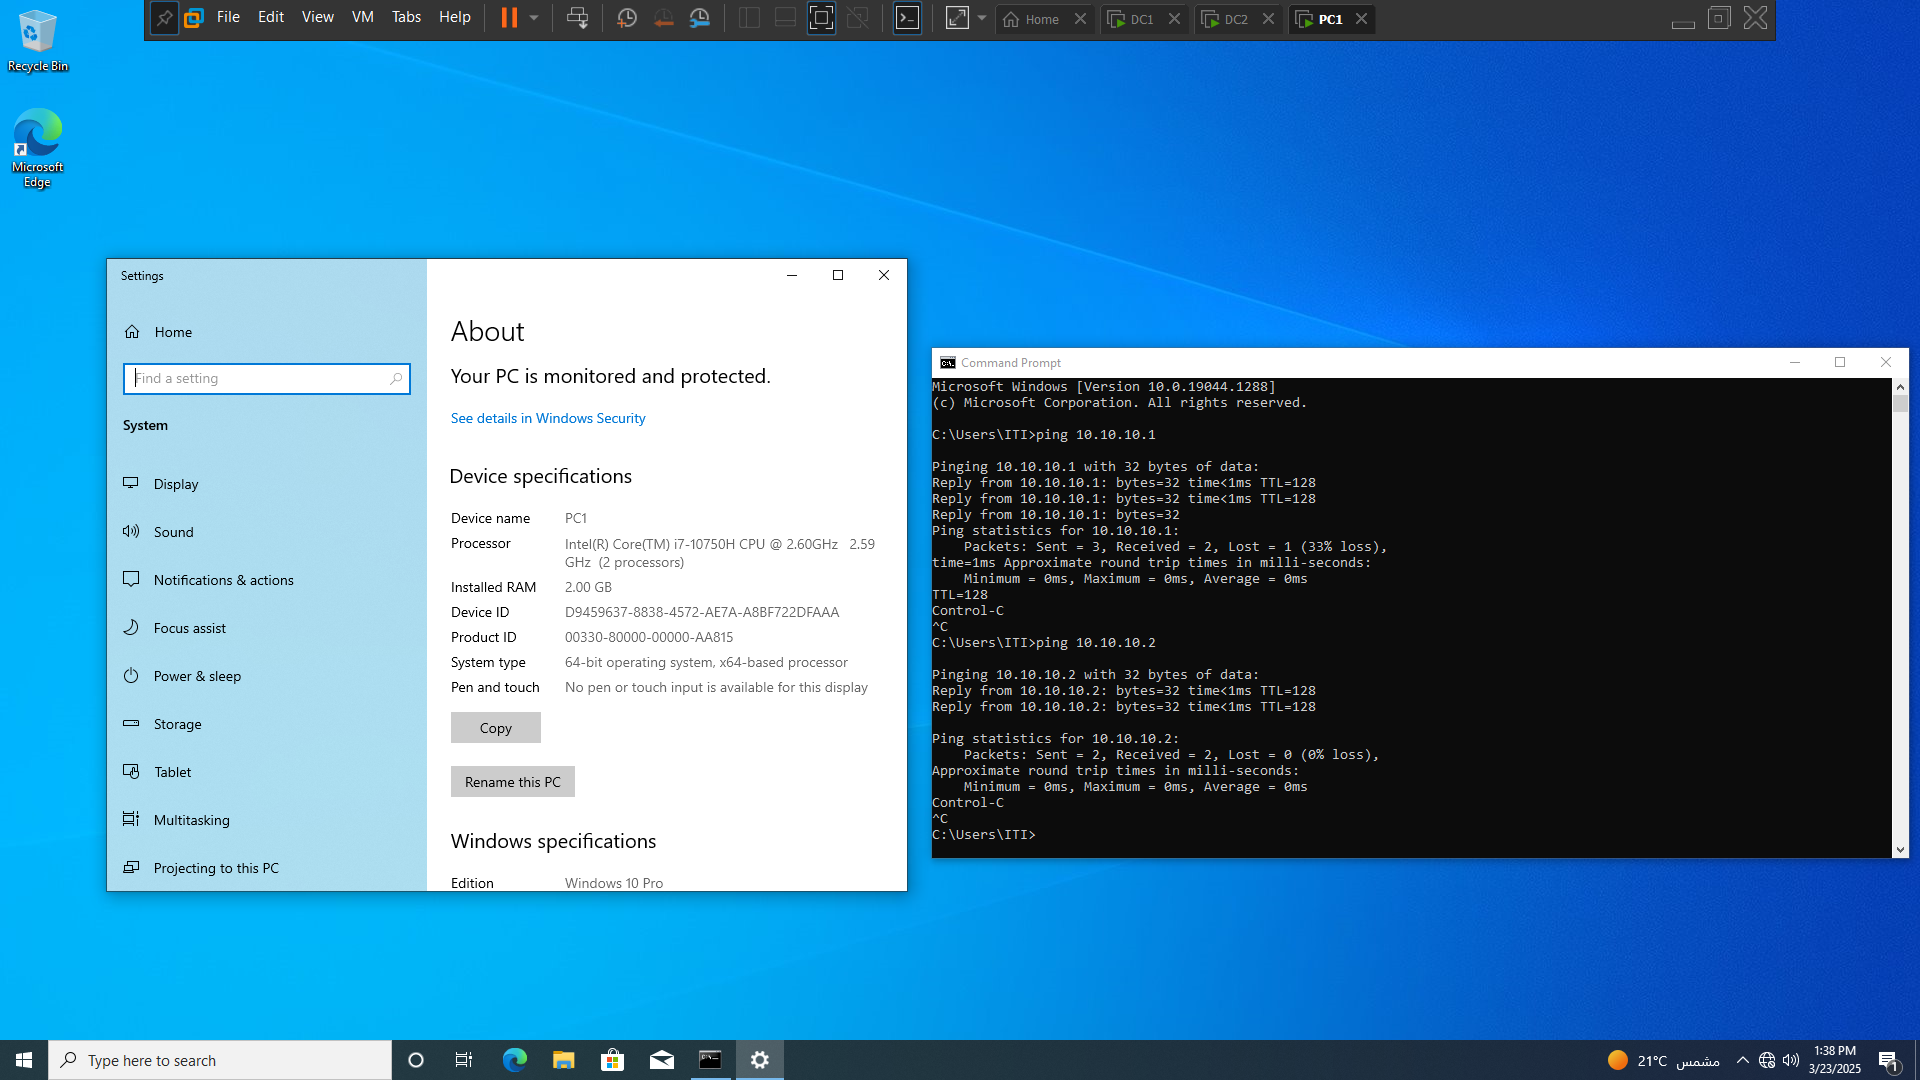 File Edit View VM Tabs Help
Home
DC1
DC2
PC1
Recycle Bin
Microsoft
Edge
Settings
Home
Find a setting
System
Display
Sound
Notifications & actions
Focus assist
Power & sleep
Storage
Tablet
Multitasking
Projecting to this PC
About
Your PC is monitored and protected.
See details in Windows Security
Device specifications
Device name PC1
Processor Intel(R) Core(TM) i7-10750H CPU @ 2.60GHz 2.59
GHz (2 processors)
Installed RAM 2.00 GB
Device ID D9459637-8838-4572-AE7A-A8BF722DFAAA
Product ID 00330-80000-00000-AA815
System type 64-bit operating system, x64-based processor
Pen and touch No pen or touch input is available for this display
Copy
Rename this PC
Windows specifications
Edition Windows 10 Pro
Command Prompt
Microsoft Windows [Version 10.0.19044.1288]
(c) Microsoft Corporation. All rights reserved.
C:\Users\ITI>ping 10.10.10.1
Pinging 10.10.10.1 with 32 bytes of data:
Reply from 10.10.10.1: bytes=32 time<1ms TTL=128
Reply from 10.10.10.1: bytes=32 time<1ms TTL=128
Reply from 10.10.10.1: bytes=32
Ping statistics for 10.10.10.1:
Packets: Sent = 3, Received = 2, Lost = 1 (33% loss),
time=1ms Approximate round trip times in milli-seconds:
Minimum = 0ms, Maximum = 0ms, Average = 0ms
TTL=128
Control-C
^C
C:\Users\ITI>ping 10.10.10.2
Pinging 10.10.10.2 with 32 bytes of data:
Reply from 10.10.10.2: bytes=32 time<1ms TTL=128
Reply from 10.10.10.2: bytes=32 time<1ms TTL=128
Ping statistics for 10.10.10.2:
Packets: Sent = 2, Received = 2, Lost = 0 (0% loss),
Approximate round trip times in milli-seconds:
Minimum = 0ms, Maximum = 0ms, Average = 0ms
Control-C
^C
C:\Users\ITI>
Type here to search
21°C مشمس
1:38 PM
3/23/2025
1